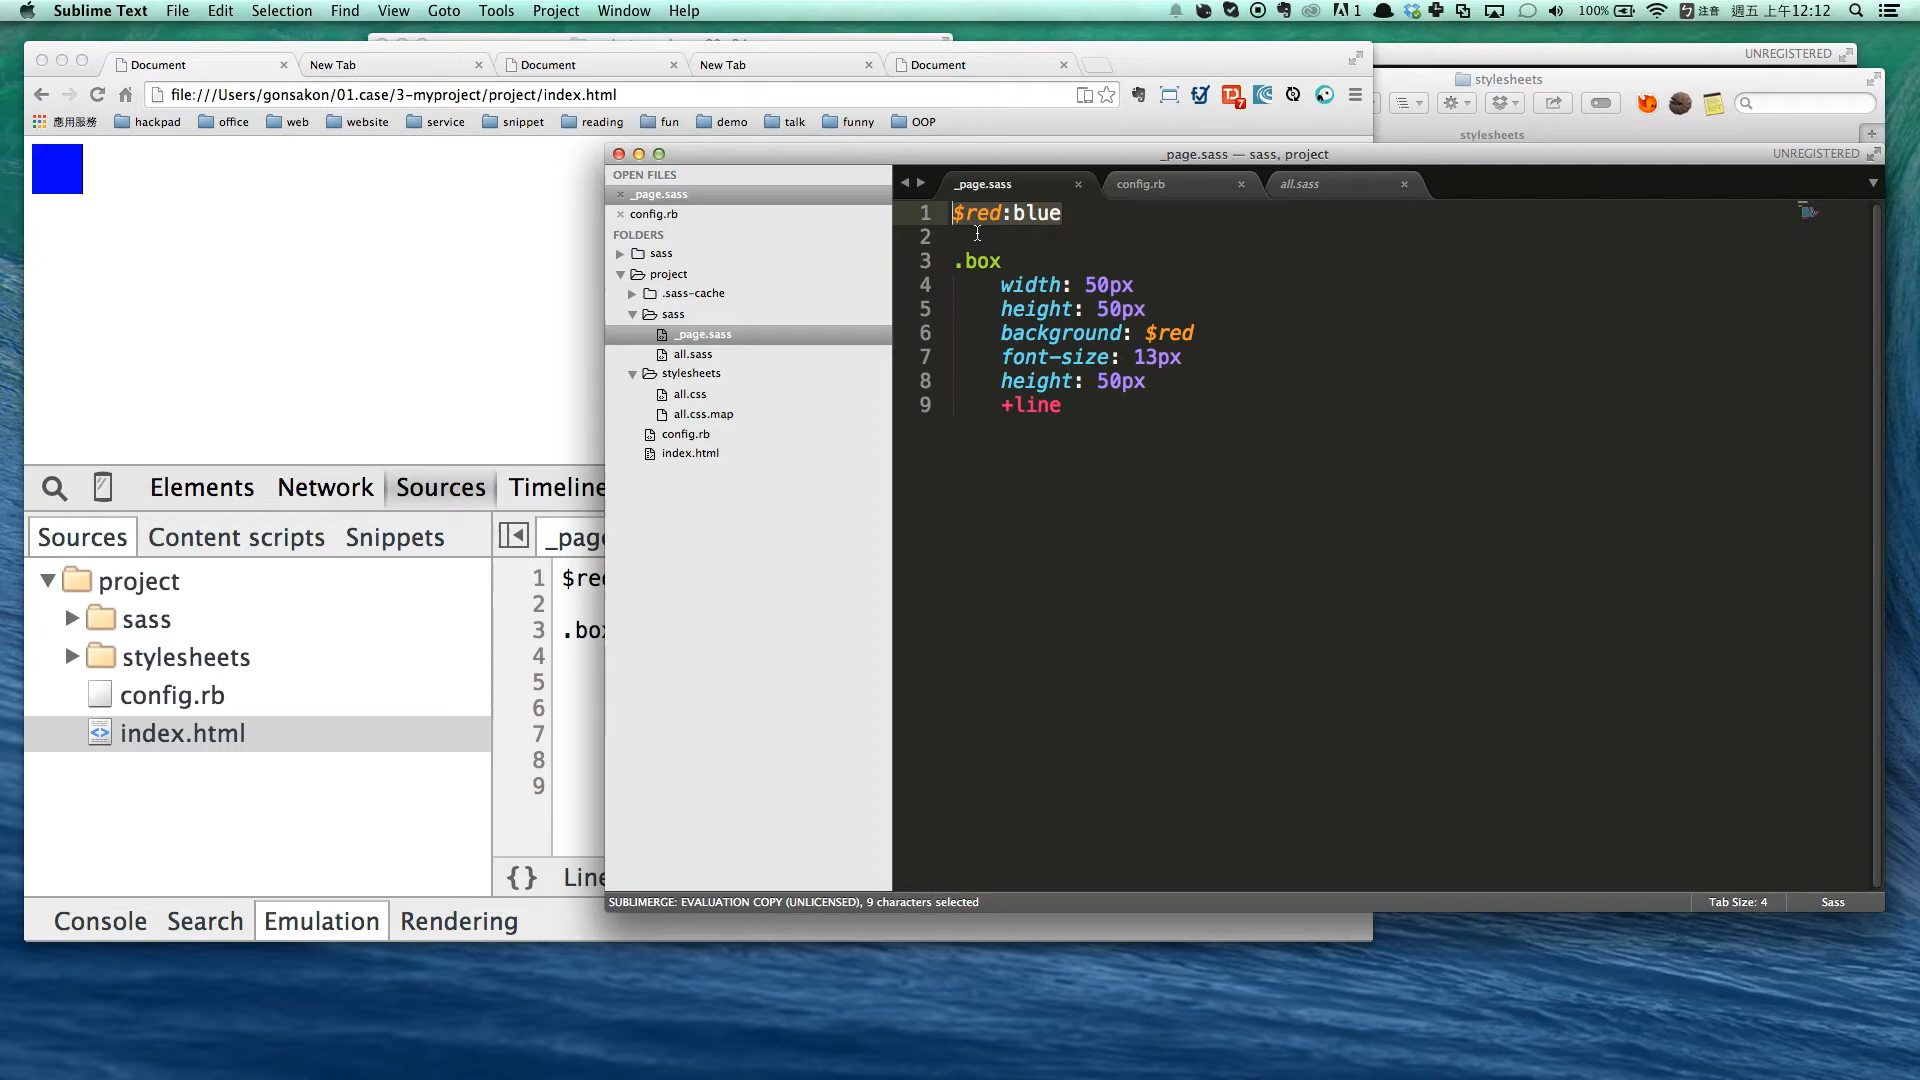 Sublime Text File Edit Selection Find View Goto Tools Project Window Help
1 100% 注音 週五 上午12:12
Document New Tab Document New Tab Document
UNREGISTERED
stylesheets
file:///Users/gonsakon/01.case/3-myproject/project/index.html
7
應用服務 hackpad office web website service snippet reading fun demo talk funny OOP
stylesheets
_page.sass — sass, project
UNREGISTERED
OPEN FILES
_page.sass
config.rb
FOLDERS
sass
project
.sass-cache
sass
_page.sass
all.sass
stylesheets
all.css
all.css.map
config.rb
index.html
_page.sass config.rb all.sass
1 $red:blue
2
3 .box
4 width: 50px
5 height: 50px
6 background: $red
7 font-size: 13px
8 height: 50px
9 +line
SUBLIMERGE: EVALUATION COPY (UNLICENSED), 9 characters selected
Tab Size: 4 Sass
Elements Network Sources Timeline
Sources Content scripts Snippets
project
sass
stylesheets
config.rb
index.html
_page
1 $red
2
3 .box
4
5
6
7
8
9
{} Line
Console Search Emulation Rendering